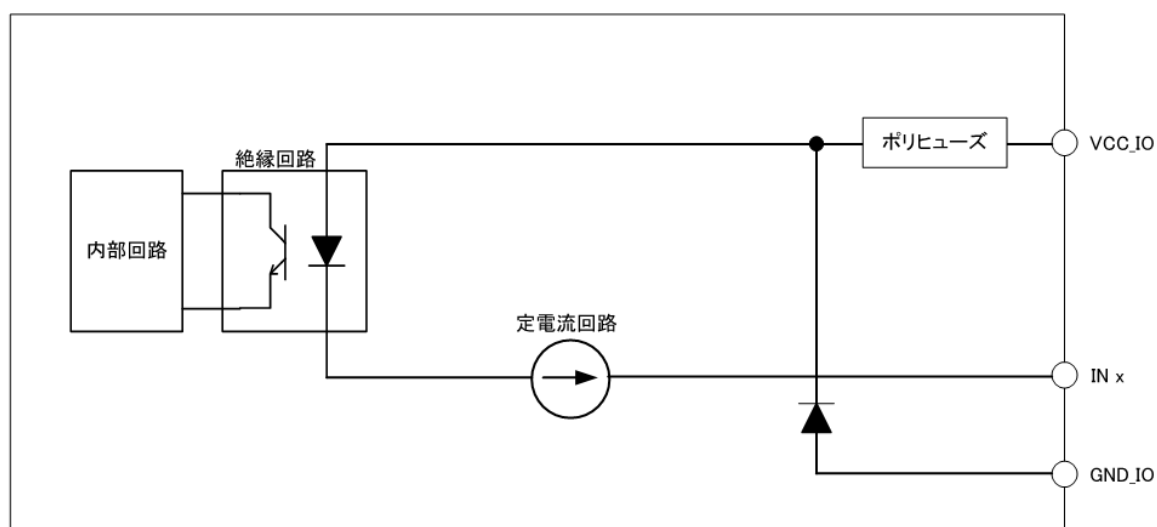 ポリヒューズ
VCC_IO
絶縁回路
内部回路
定電流回路
IN x
GND_IO